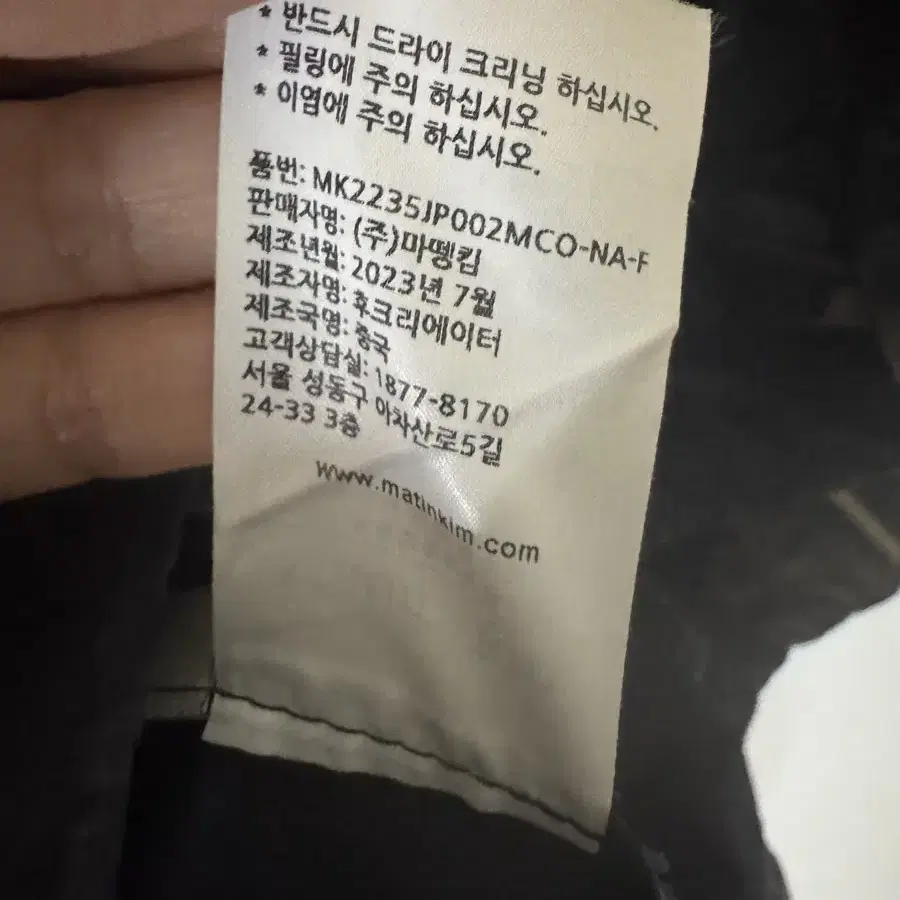 * 반드시 드라이 크리닝 하십시오.
* 필링에 주의 하십시오.
* 이염에 주의 하십시오.
품번: MK2235JP002MCO-NA-F
판매자명: (주)마뗑킴
제조년월: 2023년 7월
제조자명: 후크리에이터
제조국명: 중국
고객상담실: 1877-8170
서울 성동구 아차산로5길
24-33 3층
www.matinkim.com